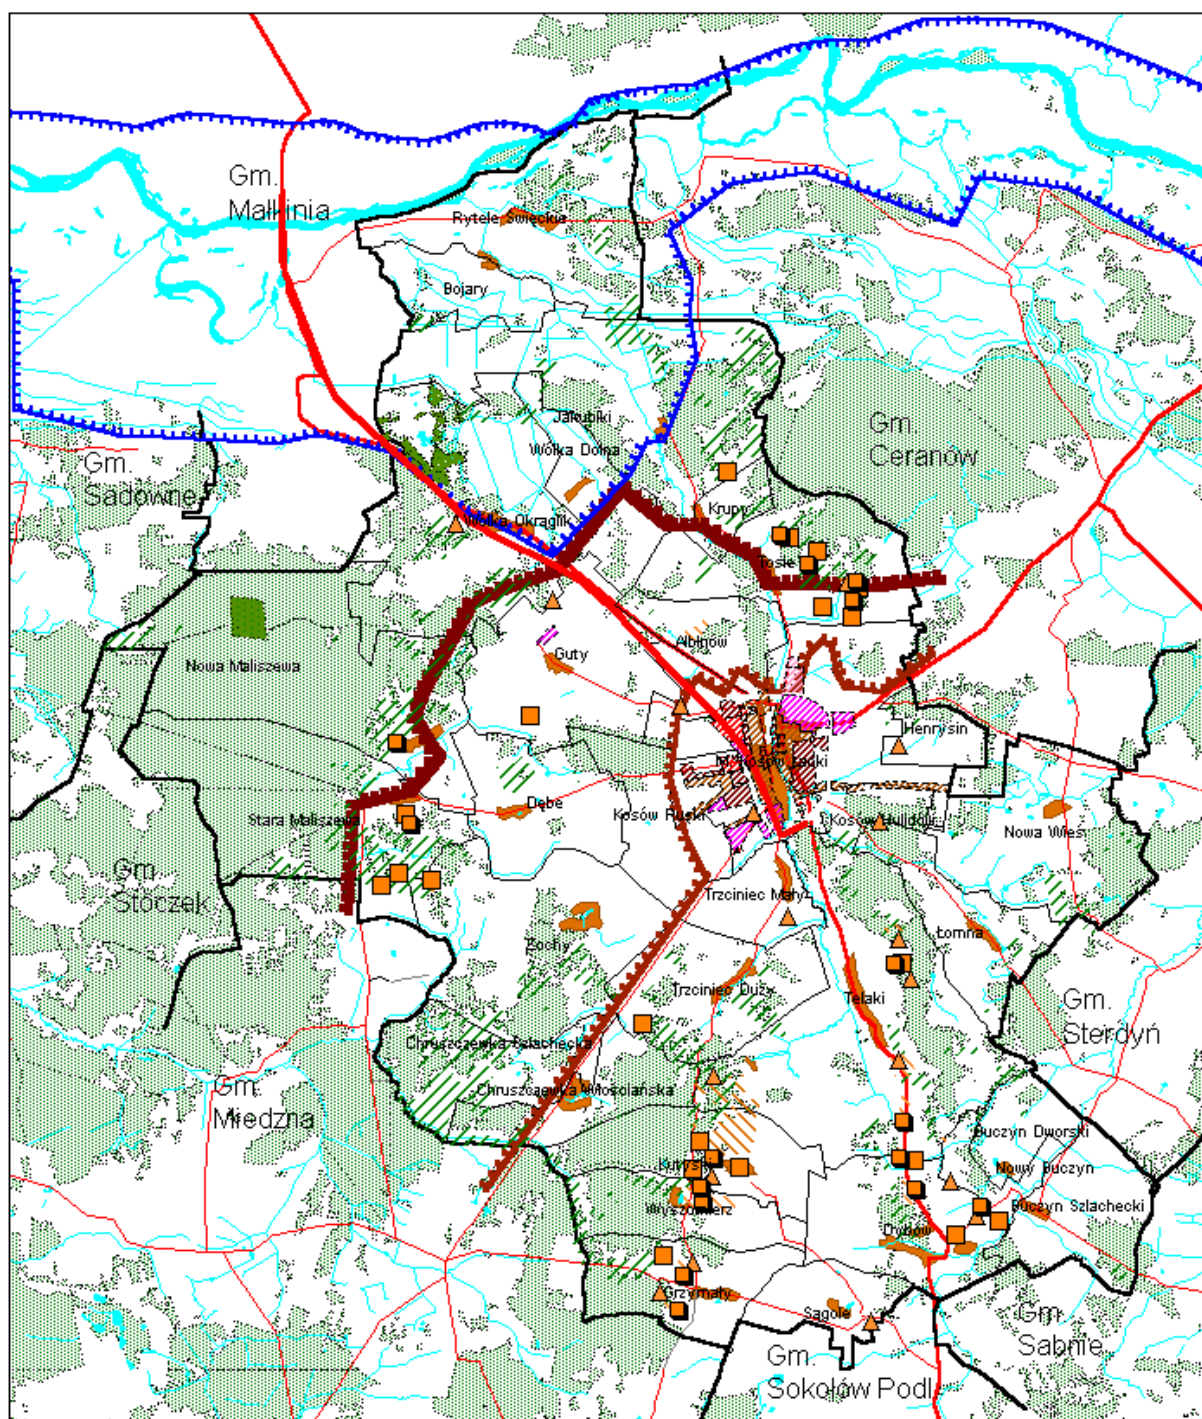 Gm.
Małkinia
Rytele Święckie
Bojary
Jakubiki
Wólka Dolna
Gm.
Ceranów
Gm.
Sadowne
Krupy
Wólka Okrąglik
Tosie
Albinów
Guty
Nowa Maliszewa
Henrysin
M. Kosów Lacki
Dębe
Kosów Ruski
Kosów Hulidów
Stara Maliszewa
Nowa Wieś
Gm.
Stoczek
Trzciniec Mały
Łomna
Żochy
Trzciniec Duży
Telaki
Gm.
Sterdyń
Chruszczewka Szlachecka
Gm.
Miedzna
Chruszczewka Włościańska
Buczyn Dworski
Kutyski
Nowy Buczyn
Wyszomierz
Buczyn Szlachecki
Dybów
Grzymały
Sągole
Gm.
Sabnie
Gm.
Sokołów Podl.